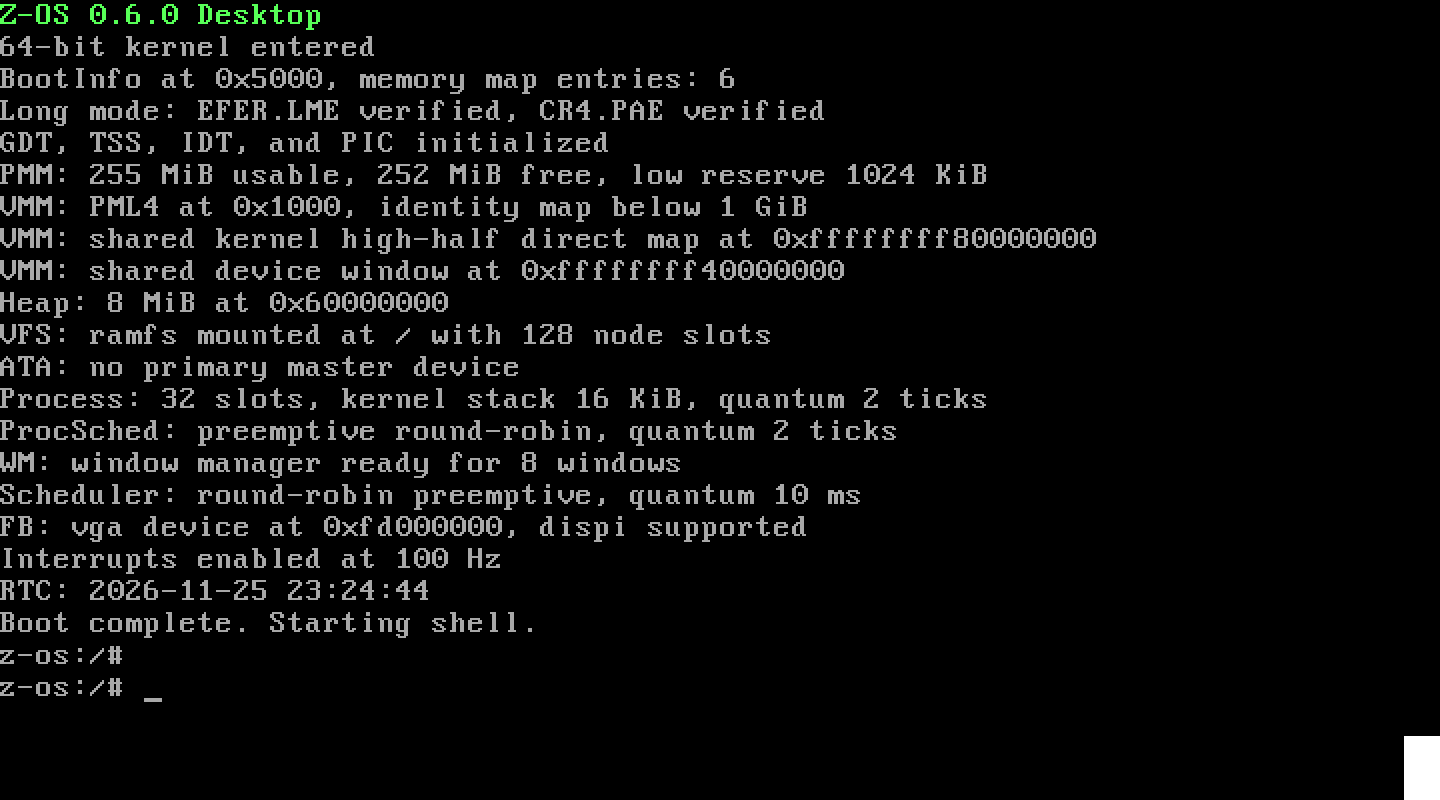 Z-OS 0.6.0 Desktop
64-bit kernel entered
BootInfo at 0x5000, memory map entries: 6
Long mode: EFER.LME verified, CR4.PAE verified
GDT, TSS, IDT, and PIC initialized
PMM: 255 MiB usable, 252 MiB free, low reserve 1024 KiB
VMM: PML4 at 0x1000, identity map below 1 GiB
VMM: shared kernel high-half direct map at 0xffffffff80000000
VMM: shared device window at 0xffffffff40000000
Heap: 8 MiB at 0x60000000
VFS: ramfs mounted at / with 128 node slots
ATA: no primary master device
Process: 32 slots, kernel stack 16 KiB, quantum 2 ticks
ProcSched: preemptive round-robin, quantum 2 ticks
WM: window manager ready for 8 windows
Scheduler: round-robin preemptive, quantum 10 ms
FB: vga device at 0xfd000000, dispi supported
Interrupts enabled at 100 Hz
RTC: 2026-11-25 23:24:44
Boot complete. Starting shell.
z-os:/#
z-os:/# _